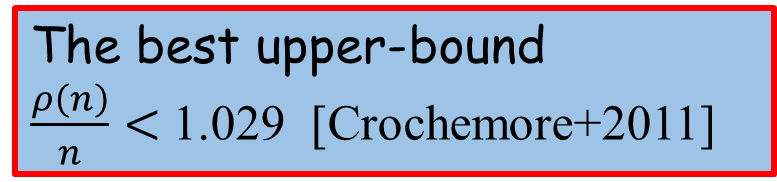 The best upper-bound
ρ(n)/n < 1.029 [Crochemore+2011]